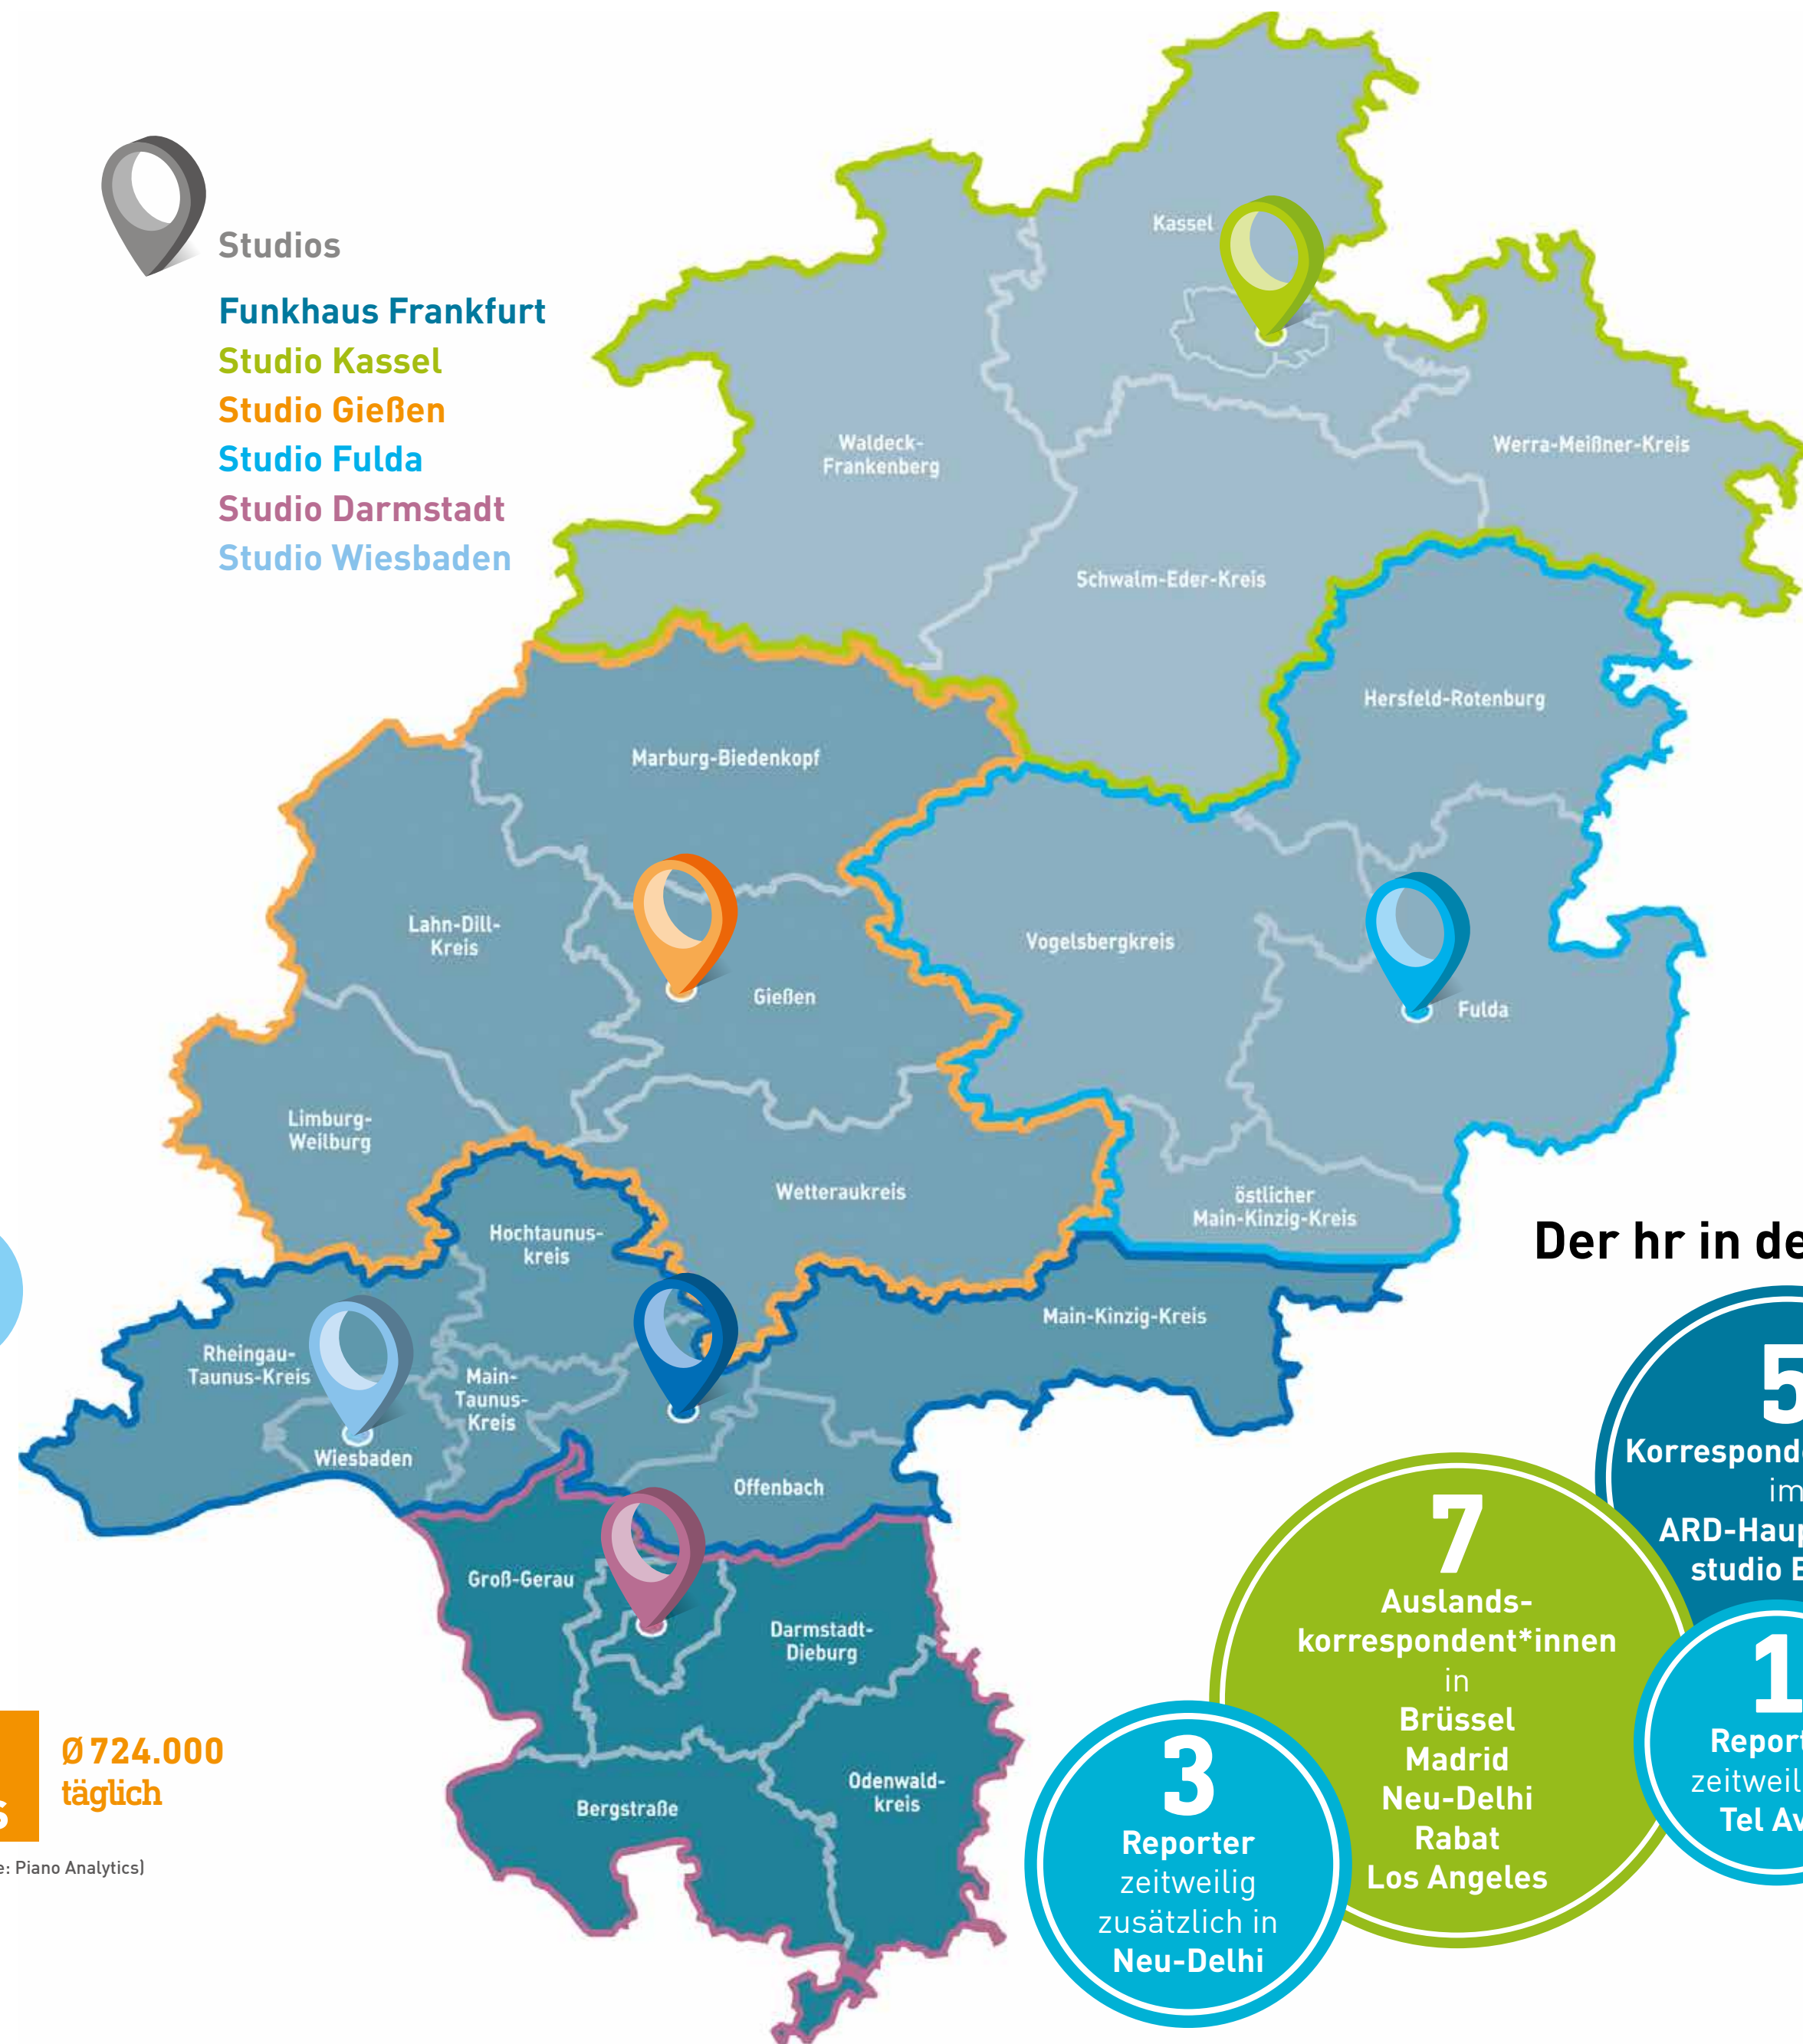 Studios
Funkhaus Frankfurt
Studio Kassel
Studio Gießen
Studio Fulda
Studio Darmstadt
Studio Wiesbaden
Kassel
Waldeck-
Frankenberg
Werra-Meißner-Kreis
Schwalm-Eder-Kreis
Hersfeld-Rotenburg
Marburg-Biedenkopf
Lahn-Dill-
Kreis
Gießen
Vogelsbergkreis
Fulda
Limburg-
Weilburg
Wetteraukreis
östlicher
Main-Kinzig-Kreis
Hochtaunus-
kreis
Main-Kinzig-Kreis
Rheingau-
Taunus-Kreis
Main-
Taunus-
Kreis
Wiesbaden
Offenbach
Groß-Gerau
Darmstadt-
Dieburg
Bergstraße
Odenwald-
kreis
Ø 724.000
täglich
s
e: Piano Analytics)
Der hr in de
5
Korrespond
im
ARD-Haup
studio
7
Auslands-
korrespondent*innen
in
Brüssel
Madrid
Neu-Delhi
Rabat
Los Angeles
1
Report
zeitweil
Tel Av
3
Reporter
zeitweilig
zusätzlich in
Neu-Delhi